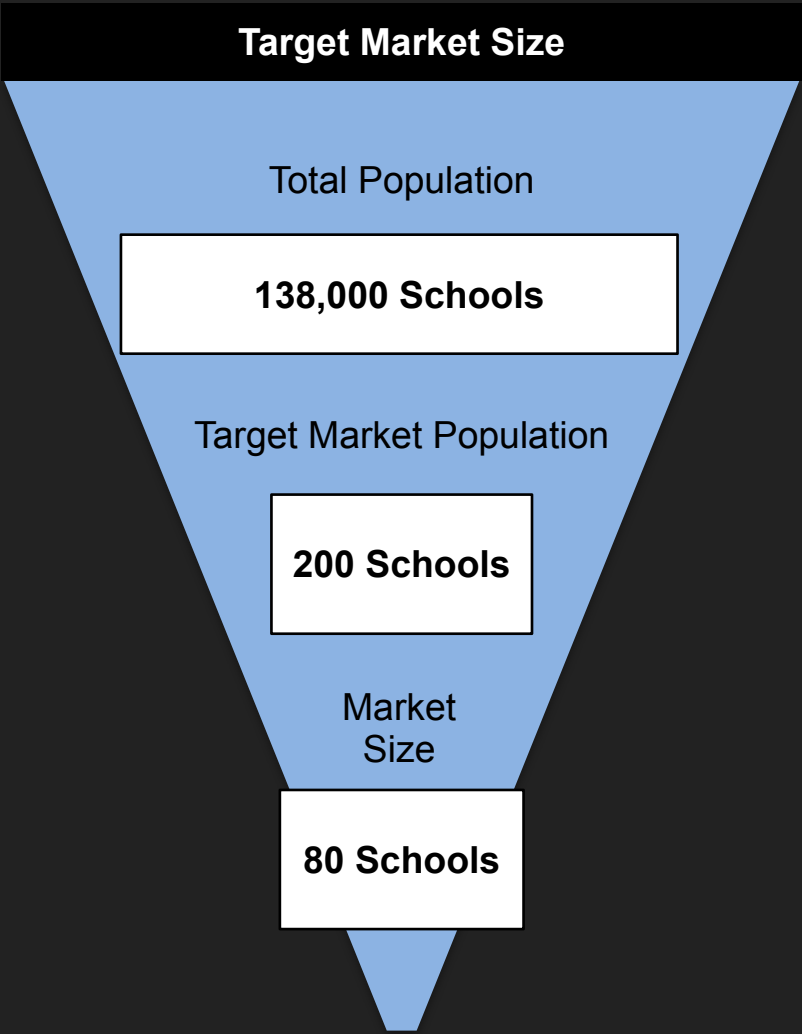 Target Market Size
Total Population
138,000 Schools
Target Market Population
200 Schools
Market
Size
80 Schools